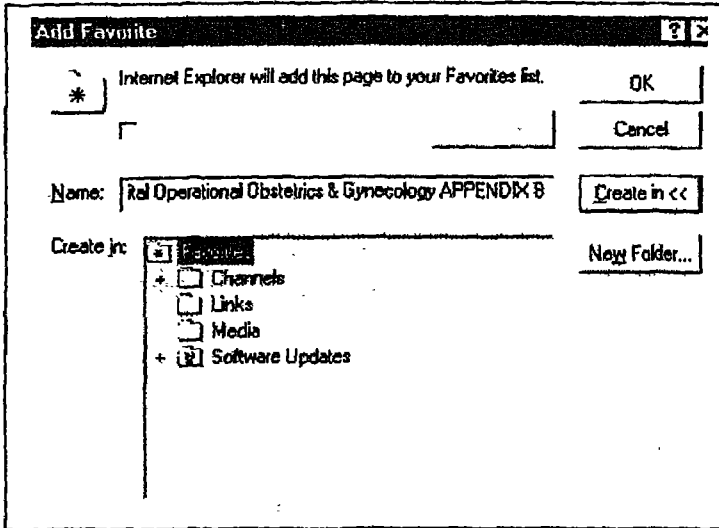 Add Favorite
Internet Explorer will add this page to your Favorites list.
OK
Cancel
Name: ital Operational Obstetrics & Gynecology APPENDIX B
Create in <<
Create in:
New Folder...
Channels
Links
Media
Software Updates